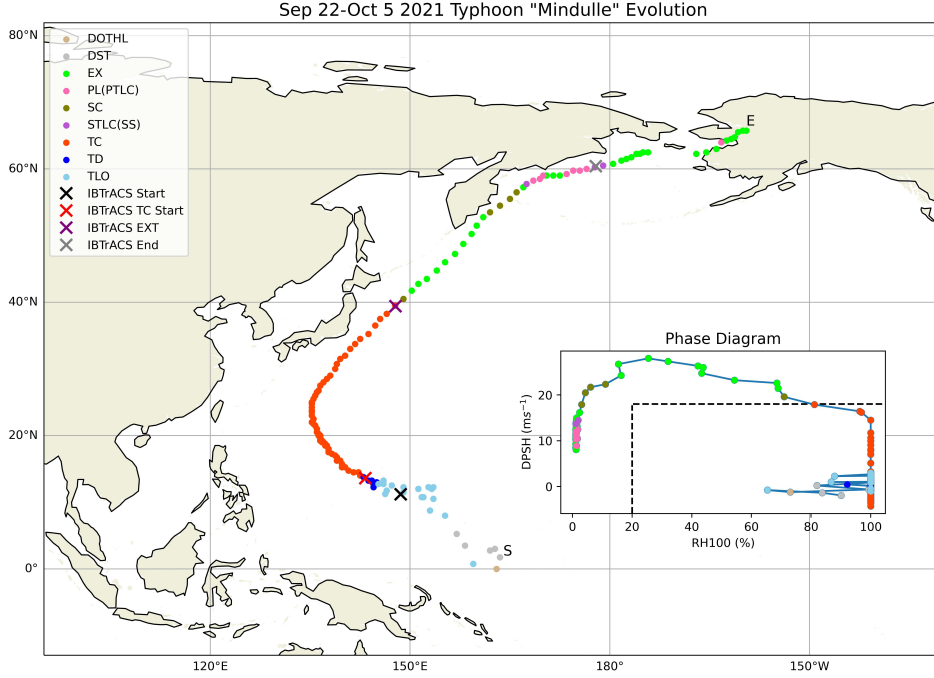 Sep 22-Oct 5 2021 Typhoon "Mindulle" Evolution
80°N
60°N
40°N
20°N
0°
120°E
150°E
180°
150°W
DOTHL
DST
EX
PL(PTLC)
SC
STLC(SS)
TC
TD
TLO
IBTrACS Start
IBTrACS TC Start
IBTrACS EXT
IBTrACS End
E
S
Phase Diagram
DPSH (ms⁻¹)
20
10
0
0
20
40
60
80
100
RH100 (%)